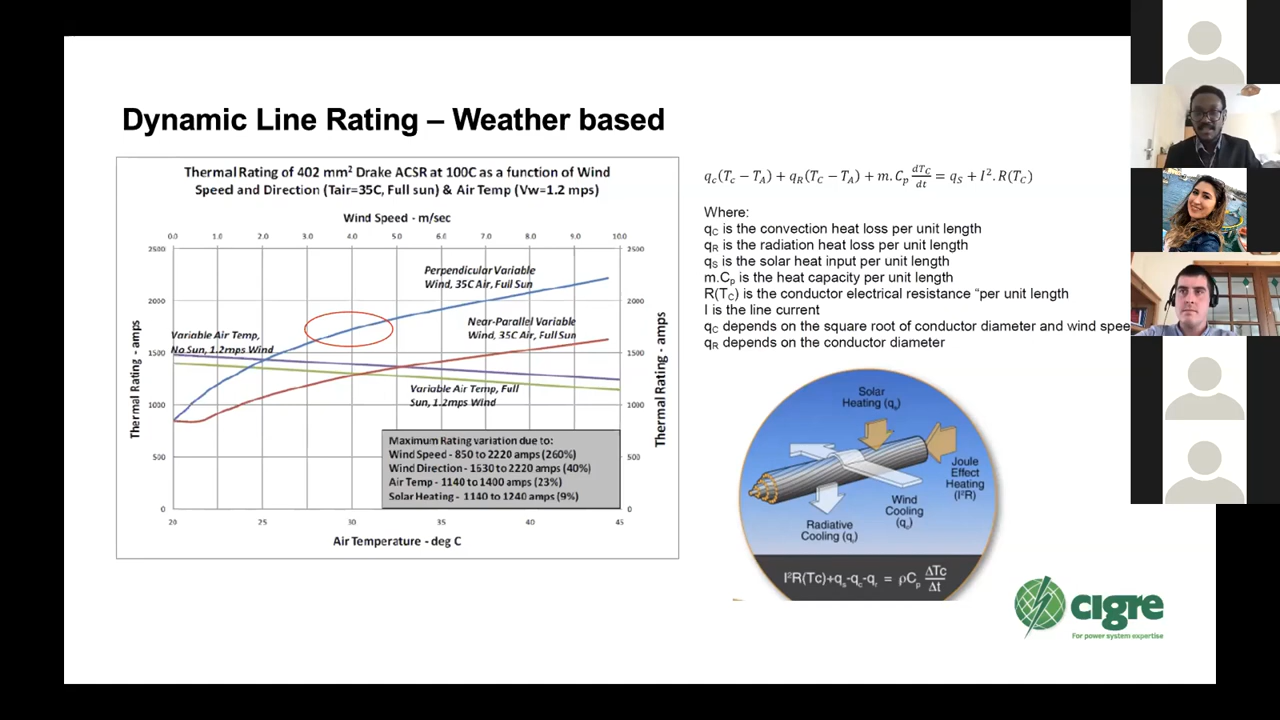 Dynamic Line Rating – Weather based
Thermal Rating of 402 mm² Drake ACSR at 100C as a function of Wind
Speed and Direction (Tair=35C, Full sun) & Air Temp (Vw=1.2 mps)
Wind Speed - m/sec
0.0 1.0 2.0 3.0 4.0 5.0 6.0 7.0 8.0 9.0 10.0
2500 2500
Perpendicular Variable
Wind, 35C Air, Full Sun
2000 2000
Near-Parallel Variable
Wind, 35C Air, Full Sun
Variable Air Temp,
No Sun, 1.2mps Wind
1500 1500
Variable Air Temp, Full
Sun, 1.2mps Wind
1000 1000
Thermal Rating - amps
Thermal Rating - amps
Maximum Rating variation due to:
Wind Speed - 850 to 2220 amps (260%)
Wind Direction - 1530 to 2220 amps (40%)
Air Temp - 1140 to 1400 amps (23%)
Solar Heating - 1140 to 1240 amps (9%)
500 500
0 0
20 25 30 35 40 45
Air Temperature - deg C
q_c(T_c − T_A) + q_R(T_C − T_A) + m.C_p dT_C/dt = q_S + I².R(T_C)
Where:
q_C is the convection heat loss per unit length
q_R is the radiation heat loss per unit length
q_S is the solar heat input per unit length
m.C_p is the heat capacity per unit length
R(T_C) is the conductor electrical resistance “per unit length
I is the line current
q_C depends on the square root of conductor diameter and wind spee
q_R depends on the conductor diameter
Solar
Heating (q_s)
Joule
Effect
Heating
(I²R)
Wind
Cooling
(q_c)
Radiative
Cooling (q_r)
I²R(Tc)+q_s-q_c-q_r = ρC_p ΔTc/Δt
cigre
For power system expertise